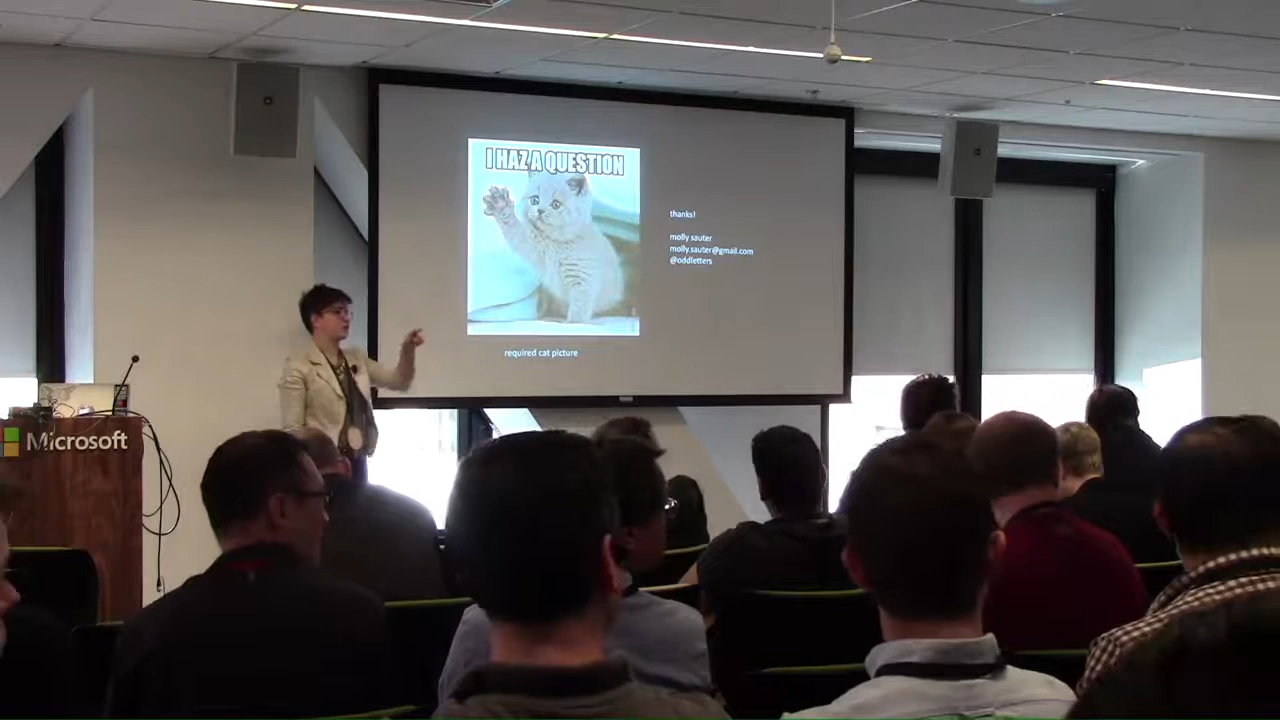 I HAZ A QUESTION
thanks!
molly sauter
molly.sauter@gmail.com
@oddletters
required cat picture
Microsoft